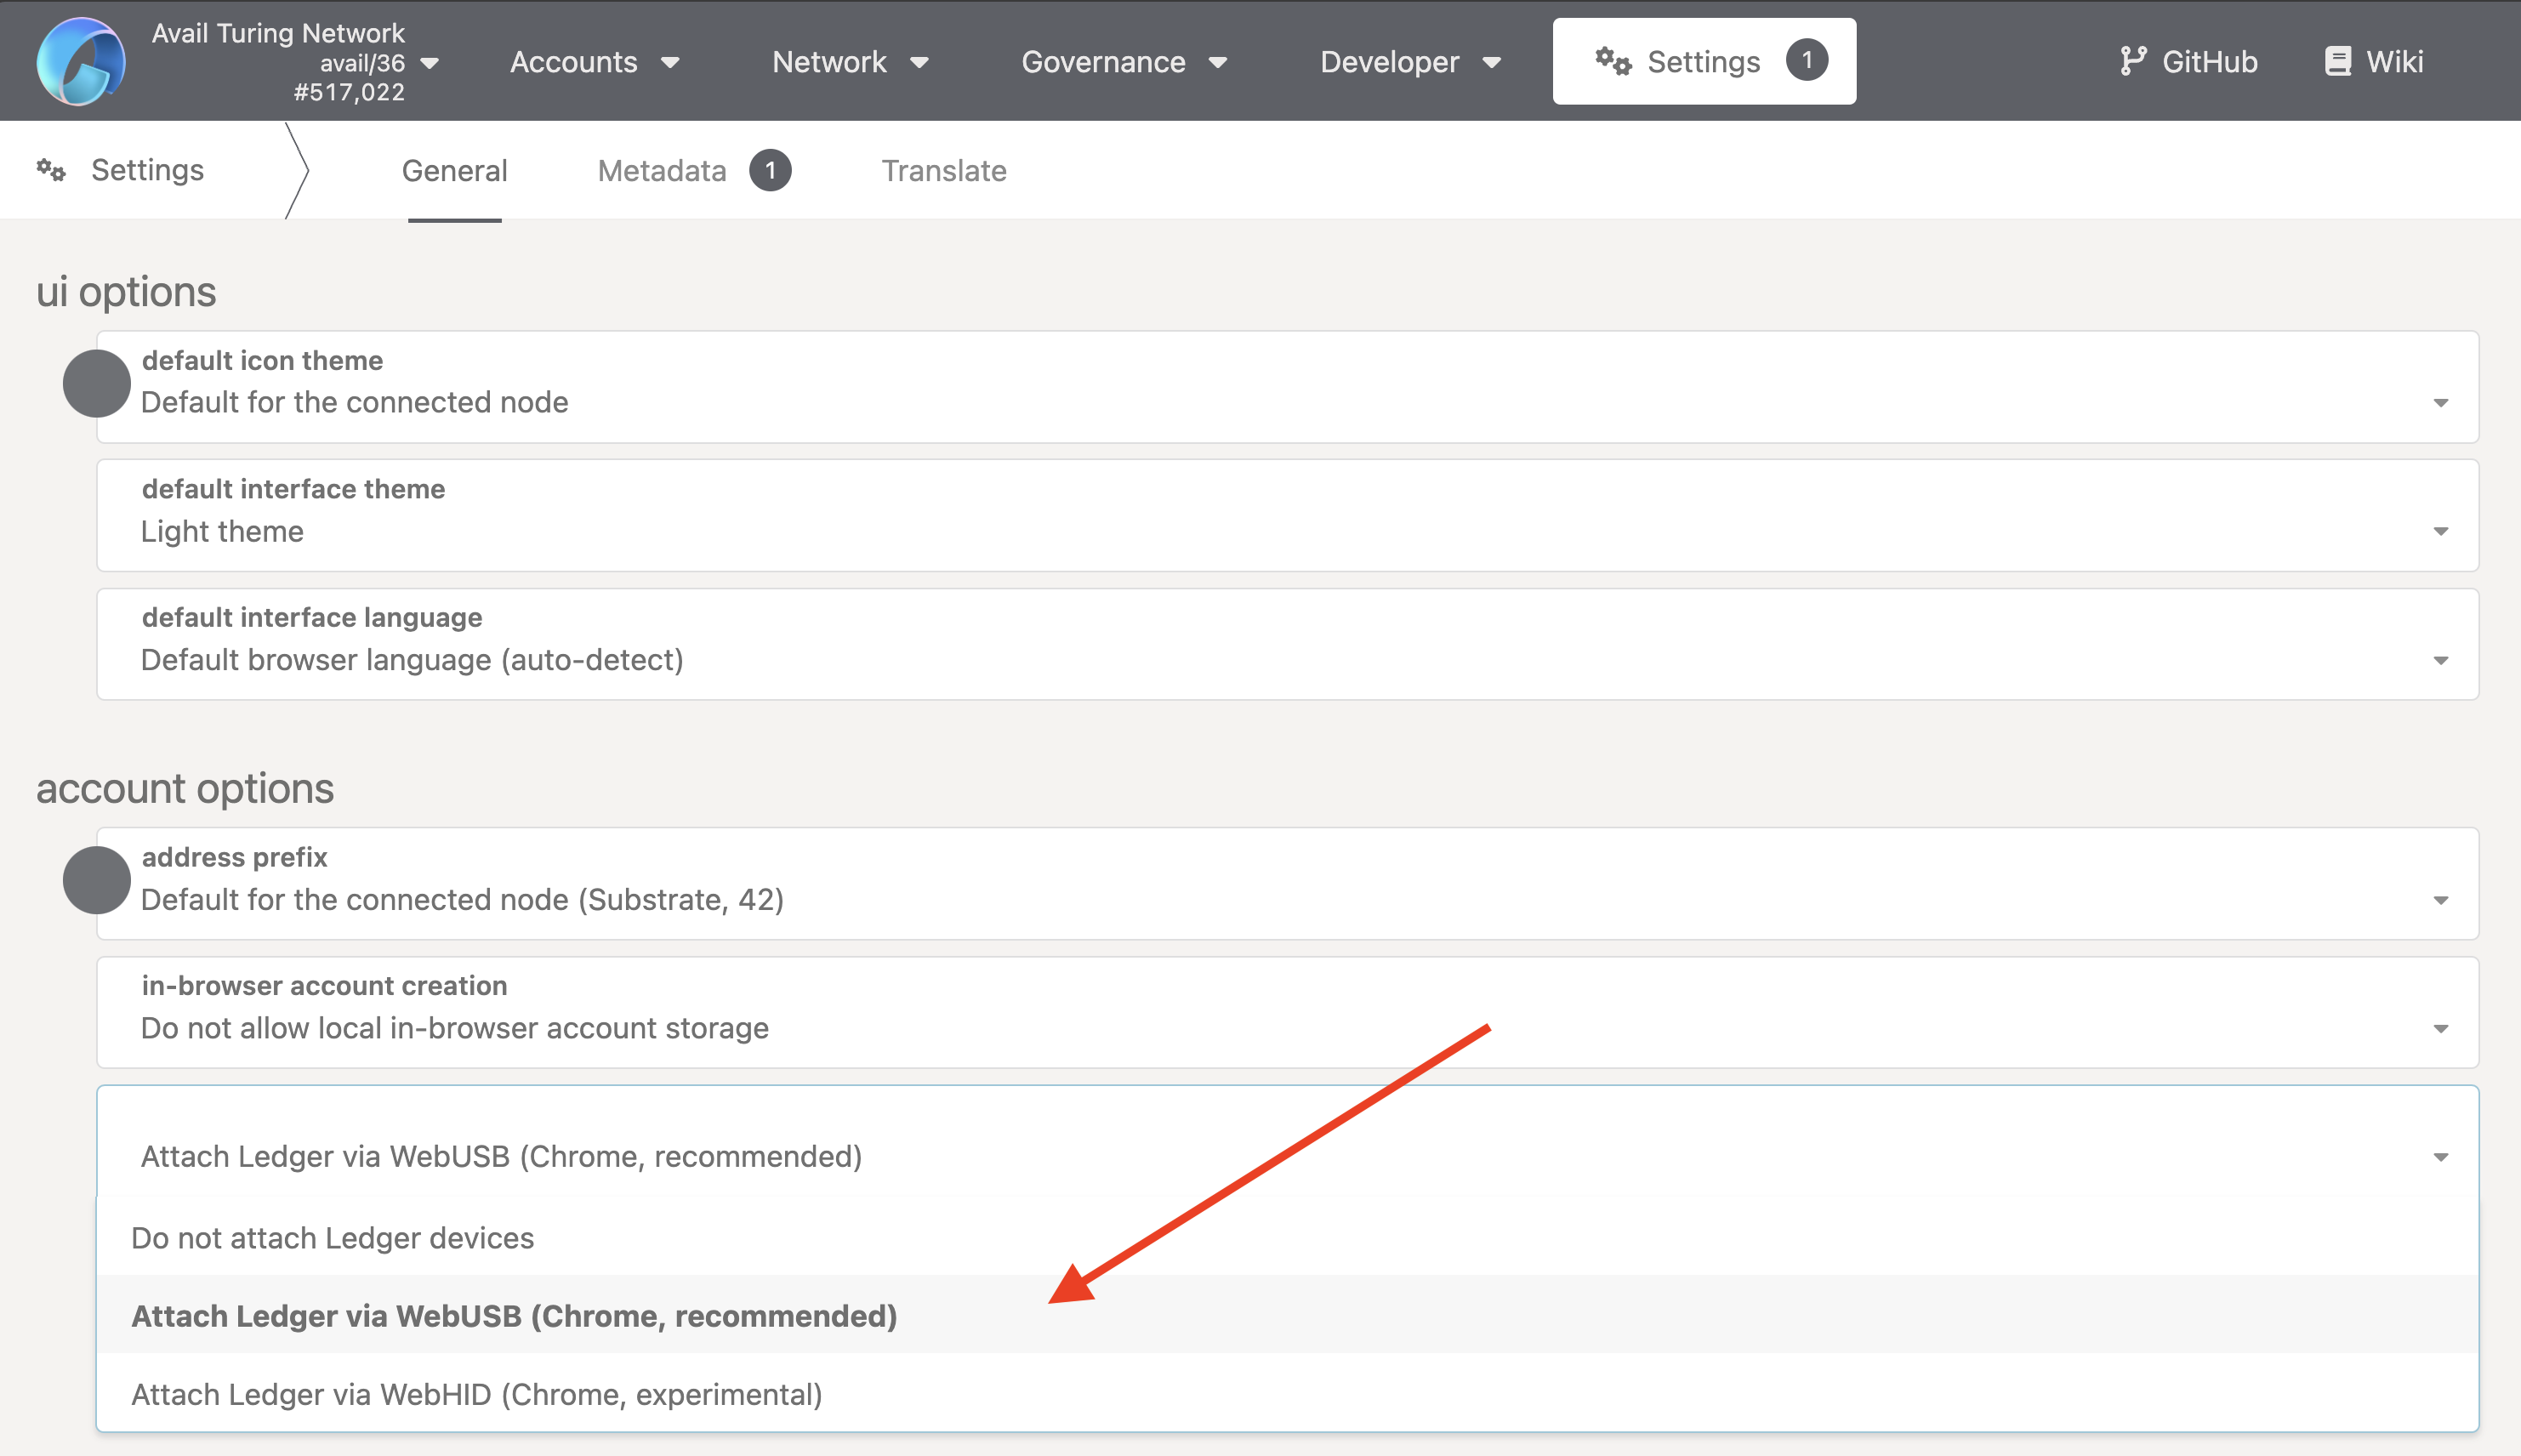 Avail Turing Network
avail/36
#517,022
Accounts
Network
Governance
Developer
Settings 1
GitHub
Wiki
Settings
General
Metadata 1
Translate
ui options
default icon theme
Default for the connected node
default interface theme
Light theme
default interface language
Default browser language (auto-detect)
account options
address prefix
Default for the connected node (Substrate, 42)
in-browser account creation
Do not allow local in-browser account storage
Attach Ledger via WebUSB (Chrome, recommended)
Do not attach Ledger devices
Attach Ledger via WebUSB (Chrome, recommended)
Attach Ledger via WebHID (Chrome, experimental)